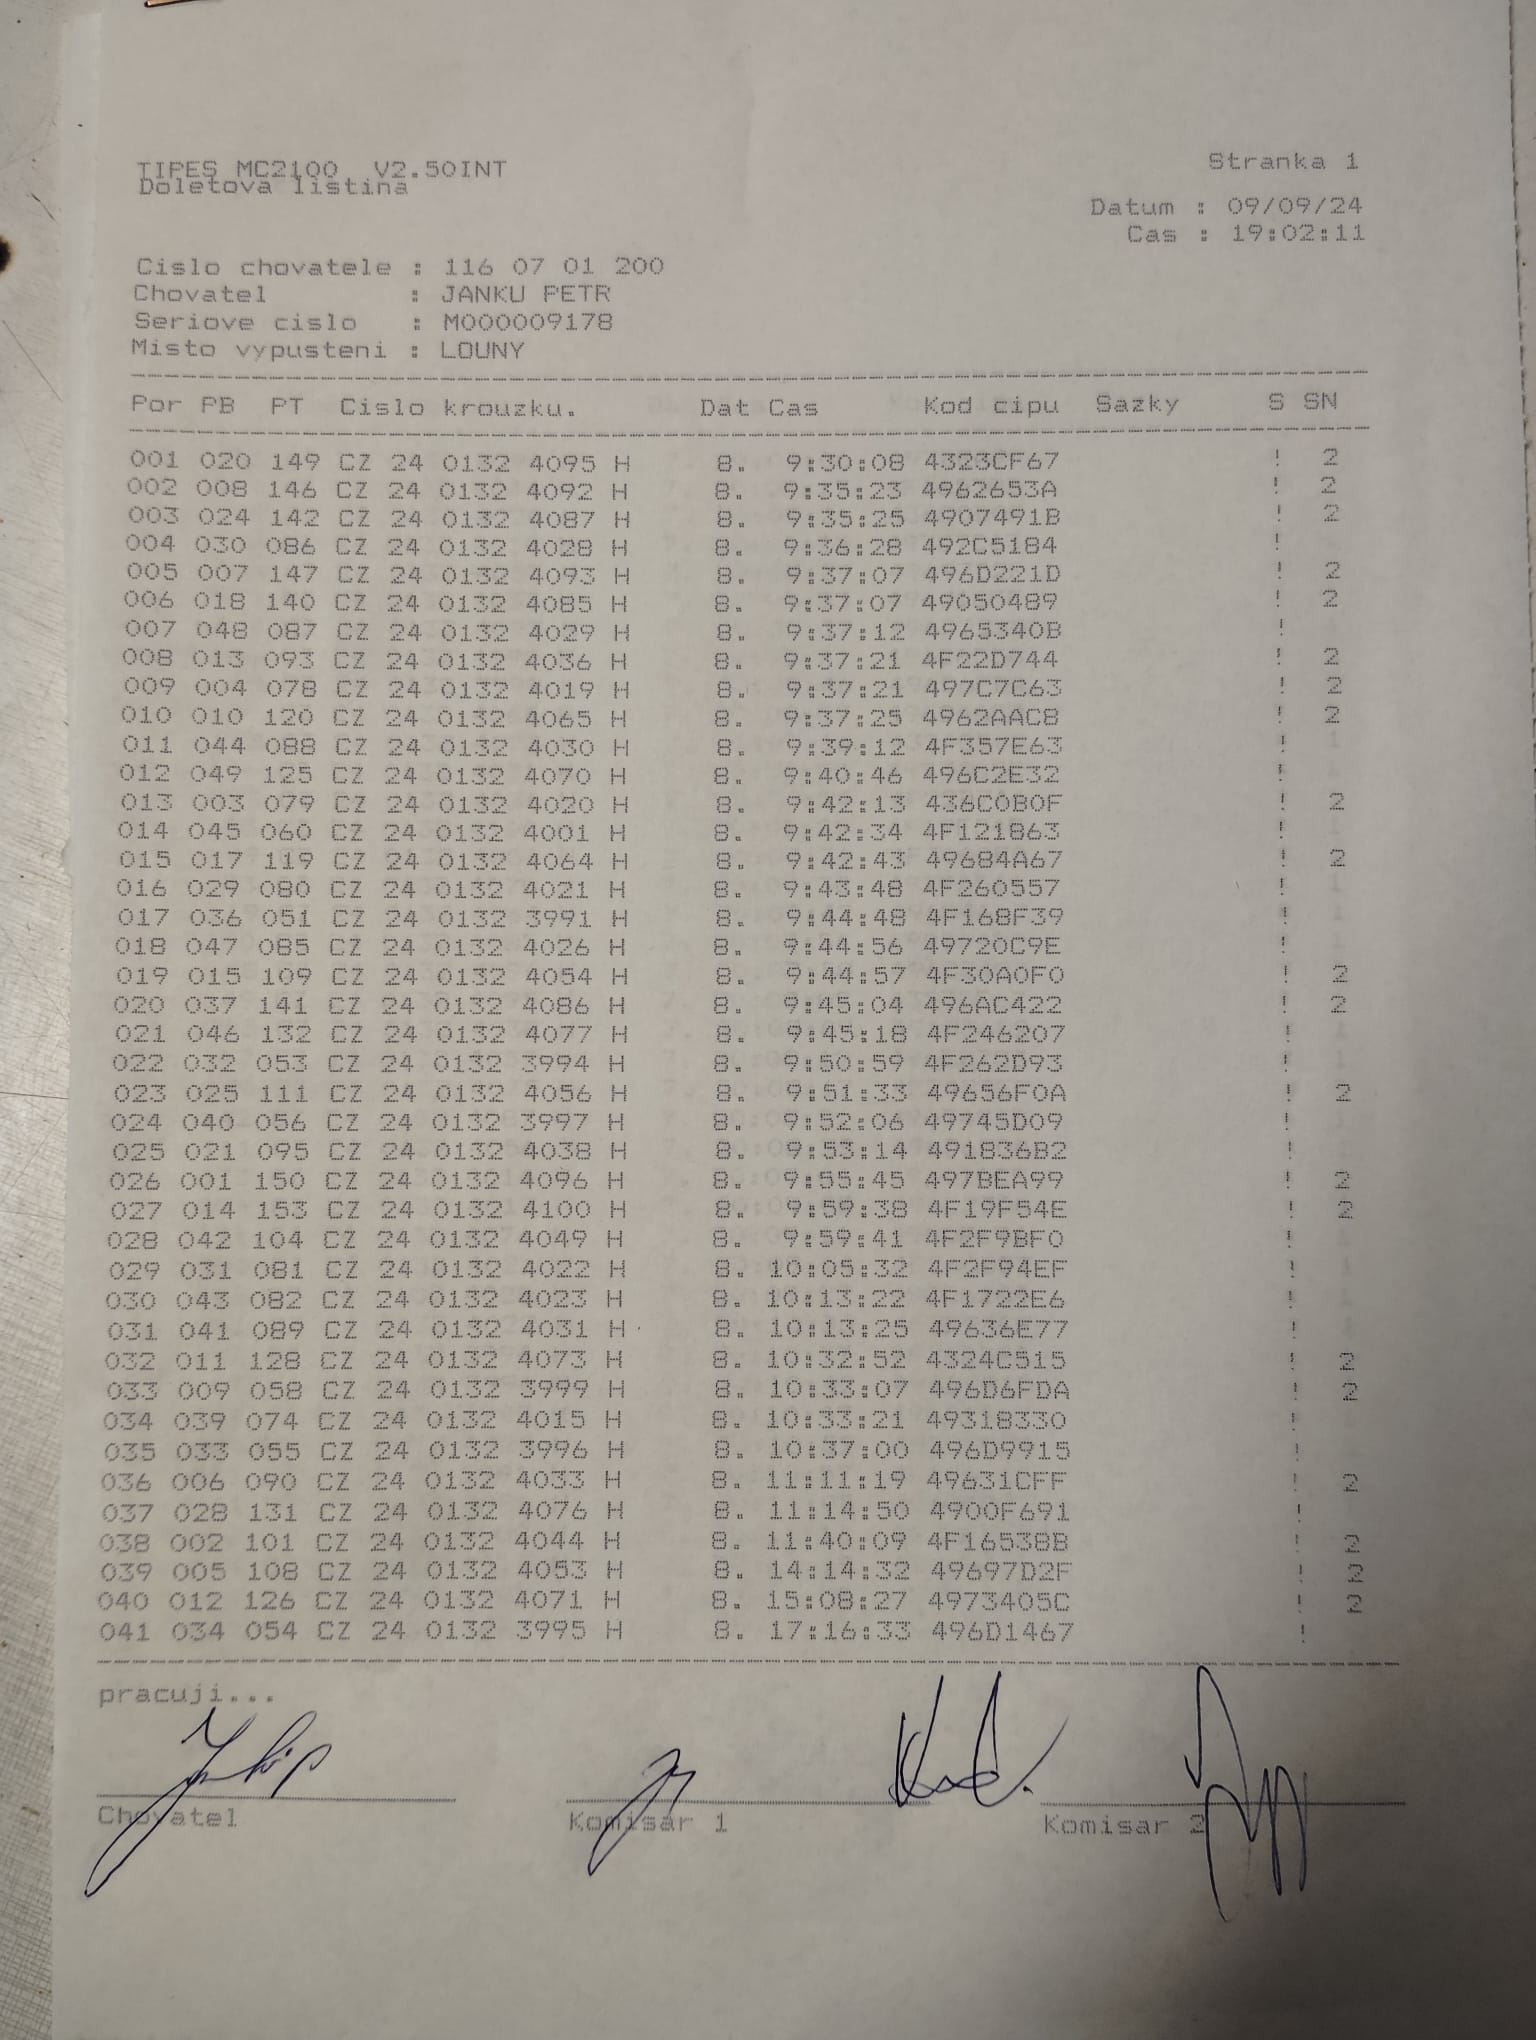 TIPES MC2100 V2.50INT
Doletova listina
Stranka 1
Datum : 09/09/24
Cas : 19:02:11
Cislo chovatele : 116 07 01 200
Chovatel : JANKU PETR
Seriove cislo : M000009178
Misto vypusteni : LOUNY
Por PB PT Cislo krouzku. Dat Cas Kod cipu Sazky S SN
001 020 149 CZ 24 0132 4095 H 8. 9:30:08 4323CF67 ! 2
002 008 146 CZ 24 0132 4092 H 8. 9:35:23 4962653A ! 2
003 024 142 CZ 24 0132 4087 H 8. 9:35:25 4907491B ! 2
004 030 086 CZ 24 0132 4028 H 8. 9:36:28 492C5184 !
005 007 147 CZ 24 0132 4093 H 8. 9:37:07 496D221D ! 2
006 018 140 CZ 24 0132 4085 H 8. 9:37:07 49050489 ! 2
007 048 087 CZ 24 0132 4029 H 8. 9:37:12 4965340B !
008 013 093 CZ 24 0132 4036 H 8. 9:37:21 4F22D744 ! 2
009 004 078 CZ 24 0132 4019 H 8. 9:37:21 497C7C63 ! 2
010 010 120 CZ 24 0132 4065 H 8. 9:37:25 4962AAC8 ! 2
011 044 088 CZ 24 0132 4030 H 8. 9:39:12 4F357E63 !
012 049 125 CZ 24 0132 4070 H 8. 9:40:46 496C2E32 !
013 003 079 CZ 24 0132 4020 H 8. 9:42:13 436C0B0F ! 2
014 045 060 CZ 24 0132 4001 H 8. 9:42:34 4F121863 !
015 017 119 CZ 24 0132 4064 H 8. 9:42:43 49684A67 ! 2
016 029 080 CZ 24 0132 4021 H 8. 9:43:48 4F260557 !
017 036 051 CZ 24 0132 3991 H 8. 9:44:48 4F168F39 !
018 047 085 CZ 24 0132 4026 H 8. 9:44:56 49720C9E !
019 015 109 CZ 24 0132 4054 H 8. 9:44:57 4F30A0F0 ! 2
020 037 141 CZ 24 0132 4086 H 8. 9:45:04 496AC422 ! 2
021 046 132 CZ 24 0132 4077 H 8. 9:45:18 4F246207 !
022 032 053 CZ 24 0132 3994 H 8. 9:50:59 4F262D93 !
023 025 111 CZ 24 0132 4056 H 8. 9:51:33 49656F0A ! 2
024 040 056 CZ 24 0132 3997 H 8. 9:52:06 49745D09 !
025 021 095 CZ 24 0132 4038 H 8. 9:53:14 491836B2 !
026 001 150 CZ 24 0132 4096 H 8. 9:55:45 497BEA99 ! 2
027 014 153 CZ 24 0132 4100 H 8. 9:59:38 4F19F54E ! 2
028 042 104 CZ 24 0132 4049 H 8. 9:59:41 4F2F9BF0 !
029 031 081 CZ 24 0132 4022 H 8. 10:05:32 4F2F94EF !
030 043 082 CZ 24 0132 4023 H 8. 10:13:22 4F1722E6 !
031 041 089 CZ 24 0132 4031 H 8. 10:13:25 49636E77 !
032 011 128 CZ 24 0132 4073 H 8. 10:32:52 4324C515 ! 2
033 009 058 CZ 24 0132 3999 H 8. 10:33:07 496D6FDA ! 2
034 039 074 CZ 24 0132 4015 H 8. 10:33:21 49318330 !
035 033 055 CZ 24 0132 3996 H 8. 10:37:00 496D9915 !
036 006 090 CZ 24 0132 4033 H 8. 11:11:19 49631CFF ! 2
037 028 131 CZ 24 0132 4076 H 8. 11:14:50 4900F691 !
038 002 101 CZ 24 0132 4044 H 8. 11:40:09 4F16538B ! 2
039 005 108 CZ 24 0132 4053 H 8. 14:14:32 49697D2F ! 2
040 012 126 CZ 24 0132 4071 H 8. 15:08:27 4973405C ! 2
041 034 054 CZ 24 0132 3995 H 8. 17:16:33 496D1467 !
pracuji...
Chovatel Komisar 1 Komisar 2